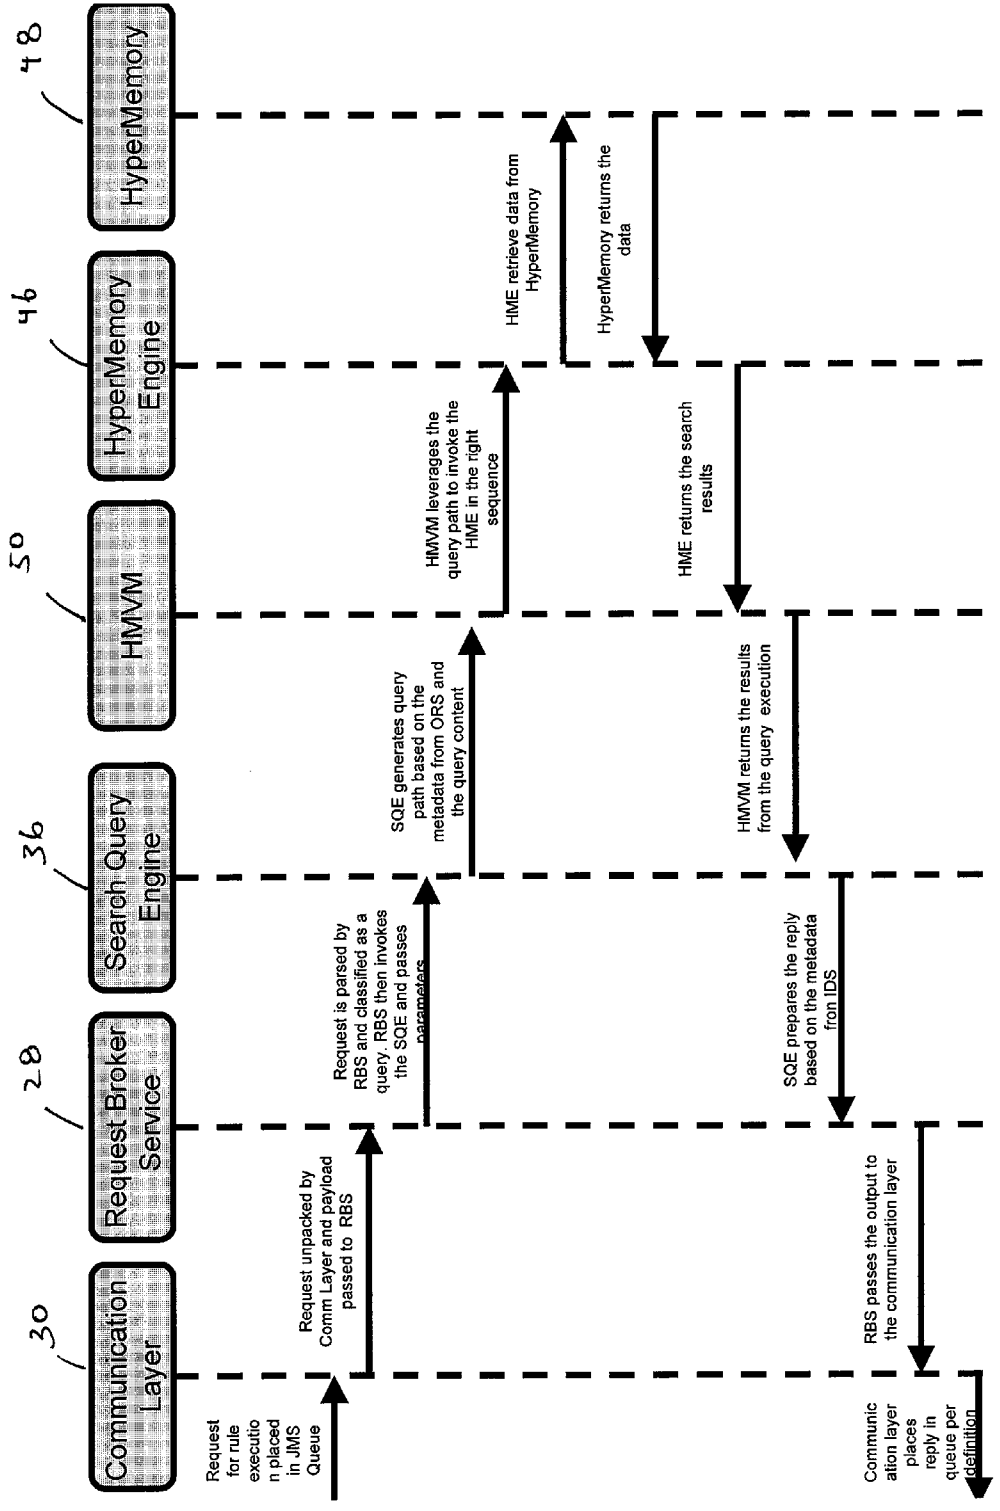 30
Communication
Layer
28
Request Broker
Service
36
Search Query
Engine
50
HMVM
46
HyperMemory
Engine
48
HyperMemory
Request
for rule
executio
n placed
in JMS
Queue
Request unpacked by
Comm Layer and payload
passed to RBS
Request is parsed by
RBS and classified as a
query. RBS then invokes
the SQE and passes
parameters
SQE generates query
path based on the
metadata from ORS and
the query content
HMVM leverages the
query path to invoke the
HME in the right
sequence
HME retrieve data from
HyperMemory
HyperMemory returns the
data
HME returns the search
results
HMVM returns the results
from the query execution
SQE prepares the reply
based on the metadata
fron IDS
RBS passes the output to
the communication layer
Communic
ation layer
places
reply in
queue per
definition